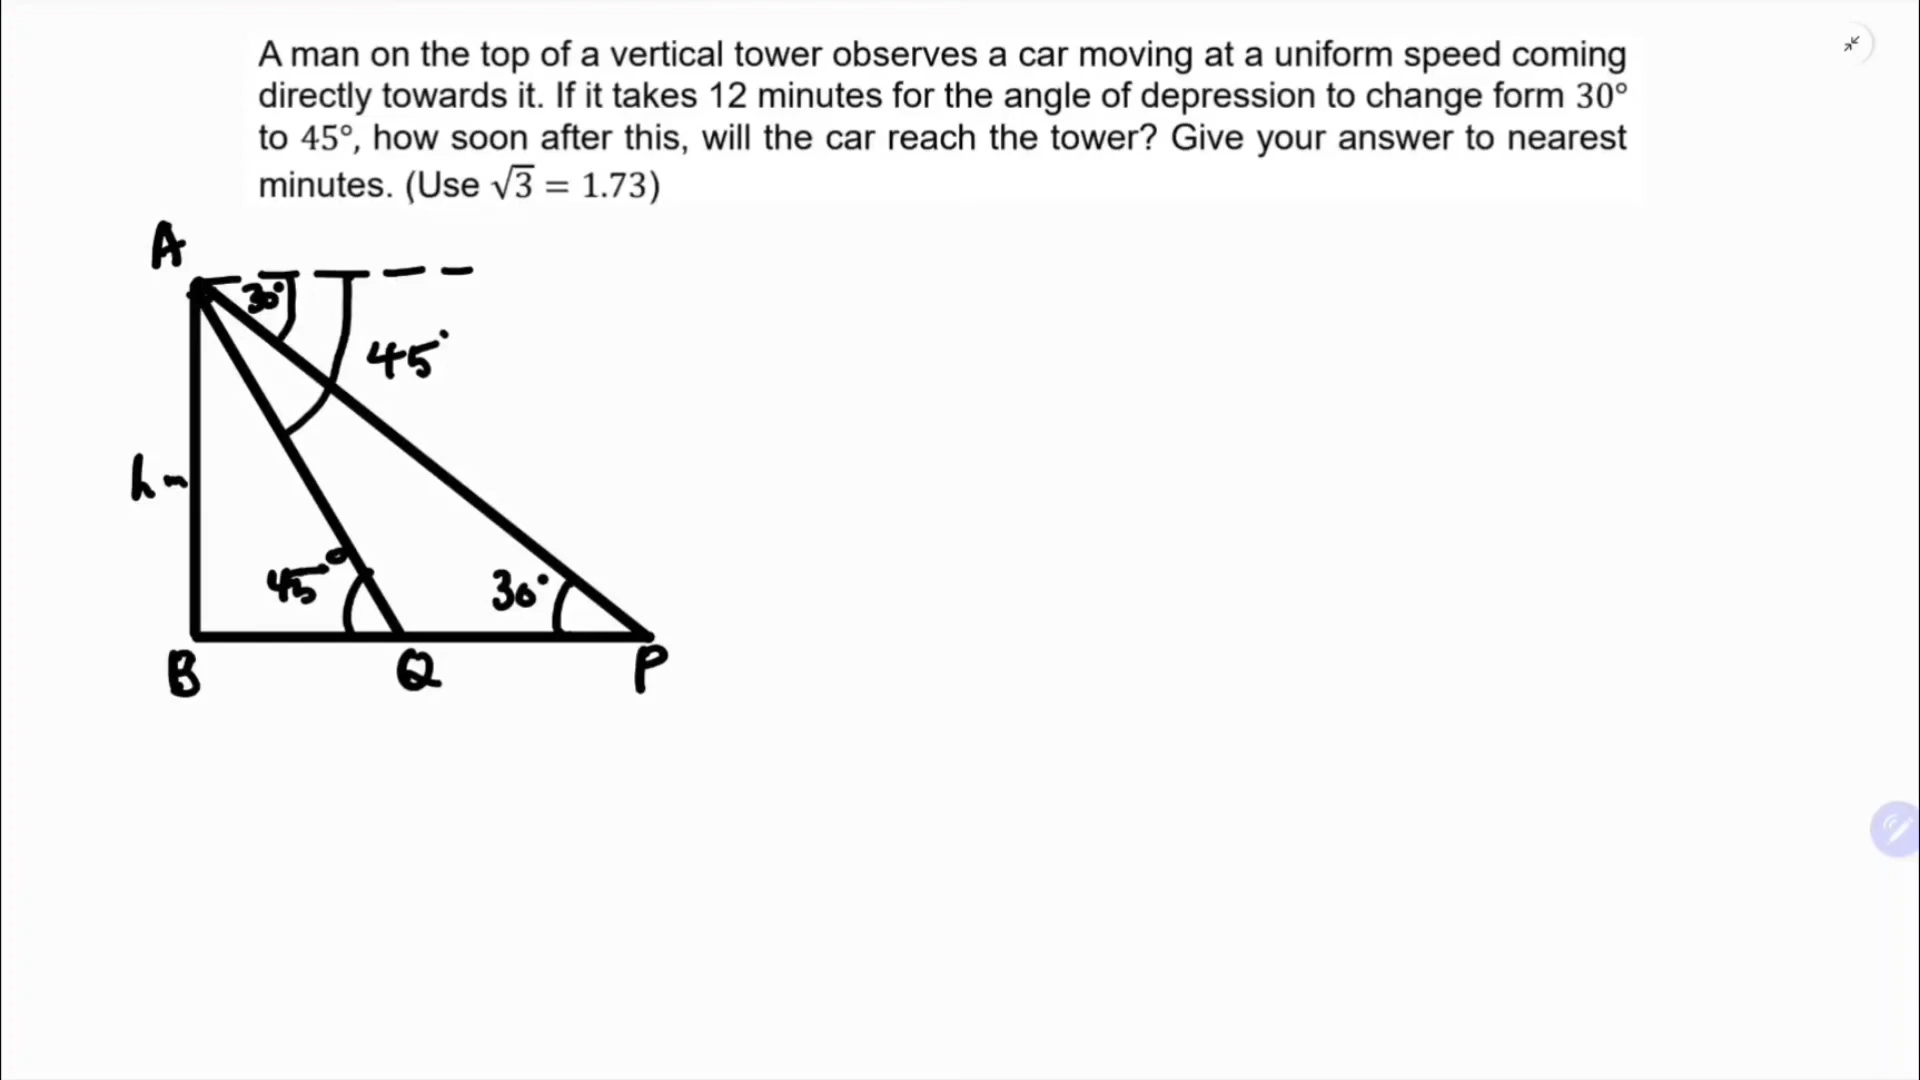 A man on the top of a vertical tower observes a car moving at a uniform speed coming
directly towards it. If it takes 12 minutes for the angle of depression to change form 30°
to 45°, how soon after this, will the car reach the tower? Give your answer to nearest
minutes. (Use √3 = 1.73)
A
30°
45°
h m
45°
30°
B
Q
P